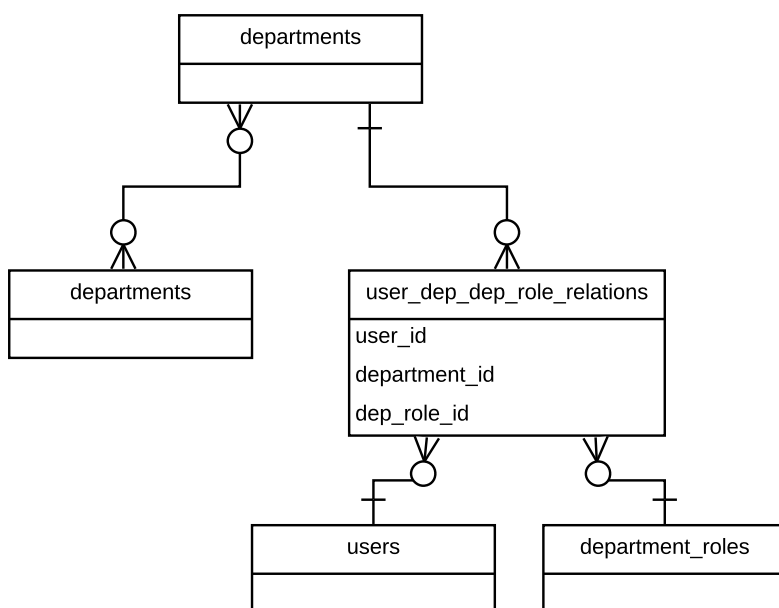 departments
departments
user_dep_dep_role_relations
user_id
department_id
dep_role_id
users
department_roles